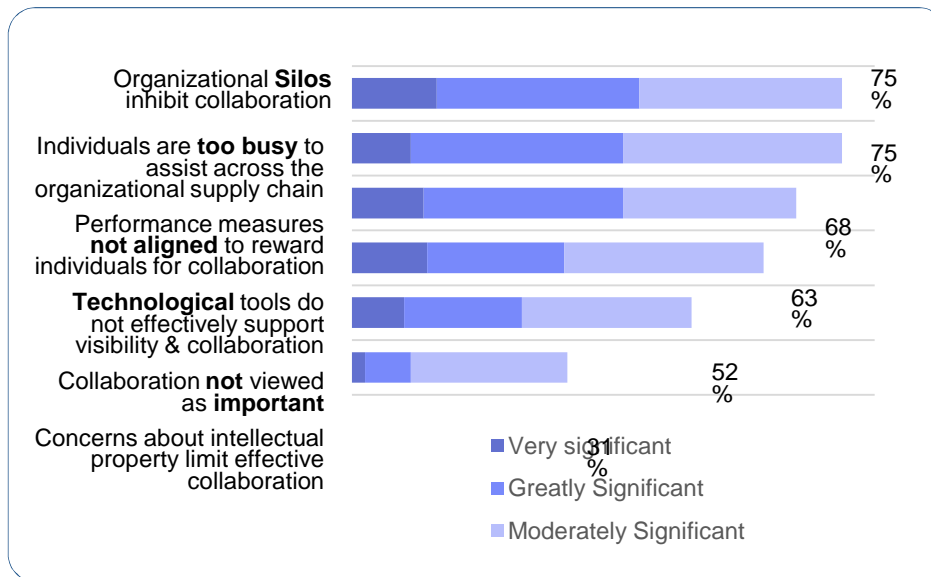 Organizational Silos
inhibit collaboration
75
%
Individuals are too busy to
assist across the
organizational supply chain
75
%
Performance measures
not aligned to reward
individuals for collaboration
68
%
Technological tools do
not effectively support
visibility & collaboration
63
%
Collaboration not viewed
as important
52
%
Concerns about intellectual
property limit effective
collaboration
31
%
Very significant
Greatly Significant
Moderately Significant